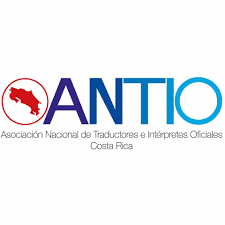 ANTIO
Asociación Nacional de Traductores e Intérpretes Oficiales
Costa Rica